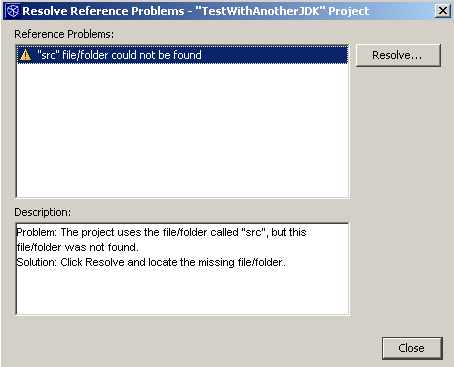 Resolve Reference Problems - "TestWithAnotherJDK" Project
Reference Problems:
"src" file/folder could not be found
Resolve...
Description:
Problem: The project uses the file/folder called "src", but this
file/folder was not found.
Solution: Click Resolve and locate the missing file/folder.
Close